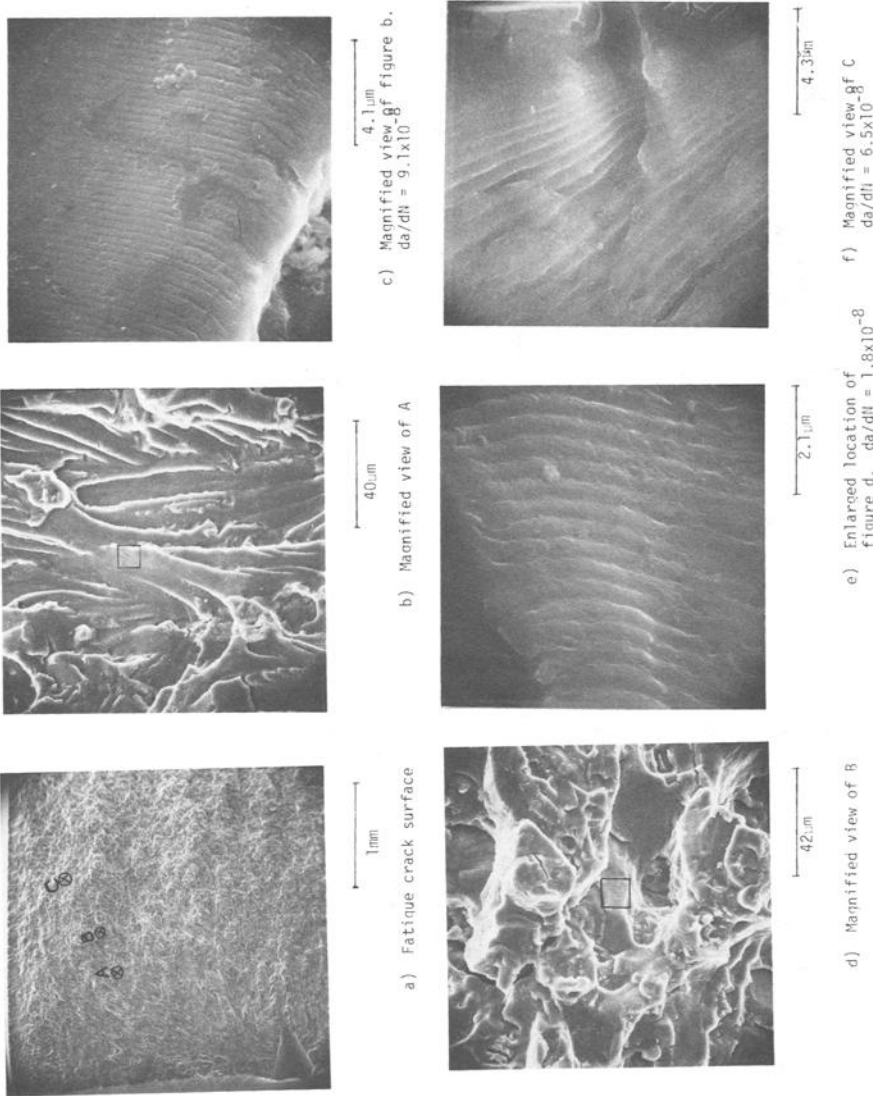 A
B
C
1mm
a) Fatique crack surface
40μm
b) Magnified view of A
4.1μm
c) Magnified view of figure b.
da/dN = 9.1x10⁻⁸
42μm
d) Magnified view of B
2.1μm
e) Enlarged location of
figure d. da/dN = 1.8x10⁻⁸
4.3μm
f) Magnified view of C
da/dN = 6.5x10⁻⁸